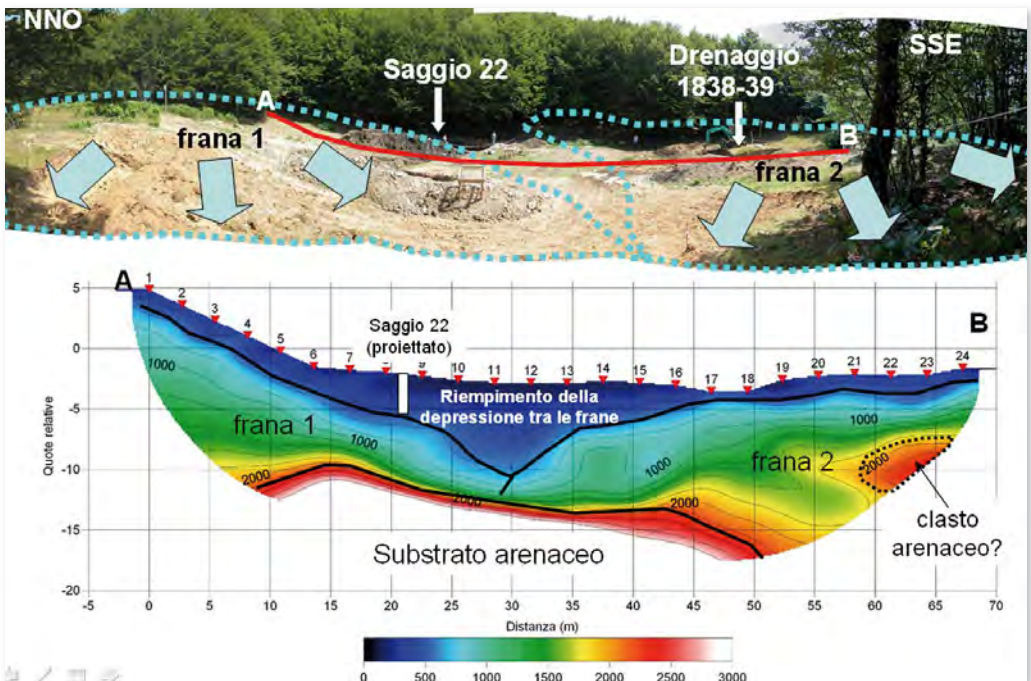 NNO
Saggio 22
Drenaggio
1838-39
SSE
A
B
frana 1
frana 2
A
B
5
0
-5
-10
-15
-20
Quote relative
1 2 3 4 5 6 7 9 10 11 12 13 14 15 16 17 18 19 20 21 22 23 24
Saggio 22
(proiettato)
Riempimento della
depressione tra le frane
1000
1000
1000
1000
frana 1
frana 2
2000
2000
2000
2000
clasto
arenaceo?
Substrato arenaceo
-5 0 5 10 15 20 25 30 35 40 45 50 55 60 65 70
Distanza (m)
0 500 1000 1500 2000 2500 3000